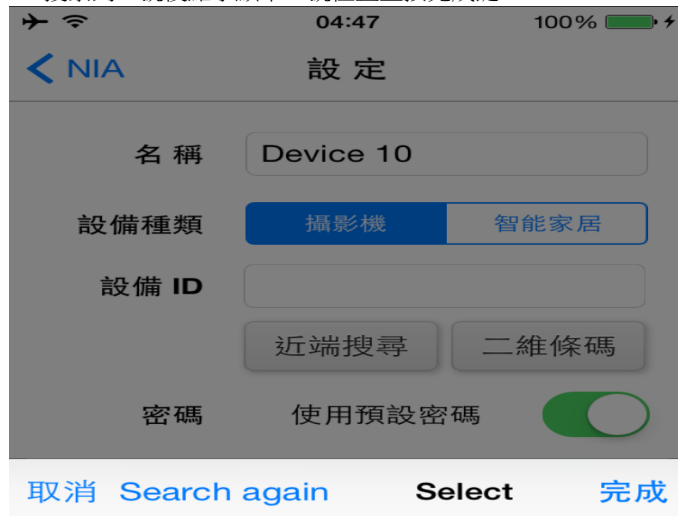 04:47 100%
NIA 設定
名稱 Device 10
設備種類 攝影機 智能家居
設備 ID
近端搜尋 二維條碼
密碼 使用預設密碼
取消 Search again Select 完成